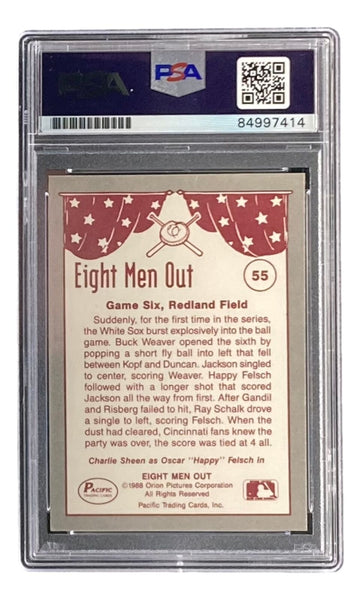 PSA
PSA
84997414
Eight Men Out
55
Game Six, Redland Field
Suddenly, for the first time in the series,
the White Sox burst explosively into the ball
game. Buck Weaver opened the sixth by
popping a short fly ball into left that fell
between Kopf and Duncan. Jackson singled
to center, scoring Weaver. Happy Felsch
followed with a longer shot that scored
Jackson all the way from first. After Gandil
and Risberg failed to hit, Ray Schalk drove
a single to left, scoring Felsch. When the
dust had cleared, Cincinnati fans knew the
party was over, the score was tied at 4 all.
Charlie Sheen as Oscar "Happy" Felsch in
EIGHT MEN OUT
©1988 Orion Pictures Corporation
All Rights Reserved
Pacific Trading Cards, Inc.
PACIFIC
TRADING CARDS